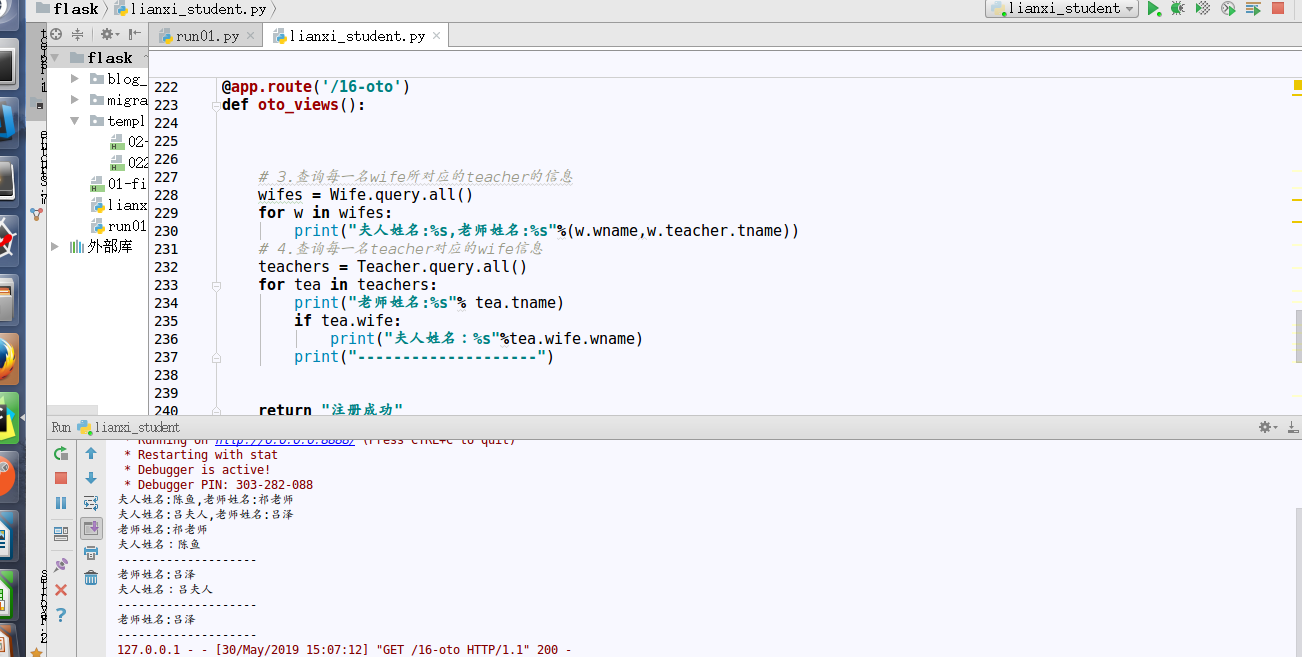 flask lianxi_student.py lianxi_student
run01.py lianxi_student.py
flask
blog_
migra
templ
02-
022
01-fi
lianx
run01
外部库
222 @app.route('/16-oto')
223 def oto_views():
224
225
226
227 # 3.查询每一名wife所对应的teacher的信息
228 wifes = Wife.query.all()
229 for w in wifes:
230 print("夫人姓名:%s,老师姓名:%s"%(w.wname,w.teacher.tname))
231 # 4.查询每一名teacher对应的wife信息
232 teachers = Teacher.query.all()
233 for tea in teachers:
234 print("老师姓名:%s"% tea.tname)
235 if tea.wife:
236 print("夫人姓名：%s"%tea.wife.wname)
237 print("--------------------")
238
239
240 return "注册成功"
Run lianxi_student
* Running on http://0.0.0.0:8888/ (Press CTRL+C to quit)
* Restarting with stat
* Debugger is active!
* Debugger PIN: 303-282-088
夫人姓名:陈鱼,老师姓名:祁老师
夫人姓名:吕夫人,老师姓名:吕泽
老师姓名:祁老师
夫人姓名：陈鱼
--------------------
老师姓名:吕泽
夫人姓名：吕夫人
--------------------
老师姓名:吕泽
--------------------
127.0.0.1 - - [30/May/2019 15:07:12] "GET /16-oto HTTP/1.1" 200 -